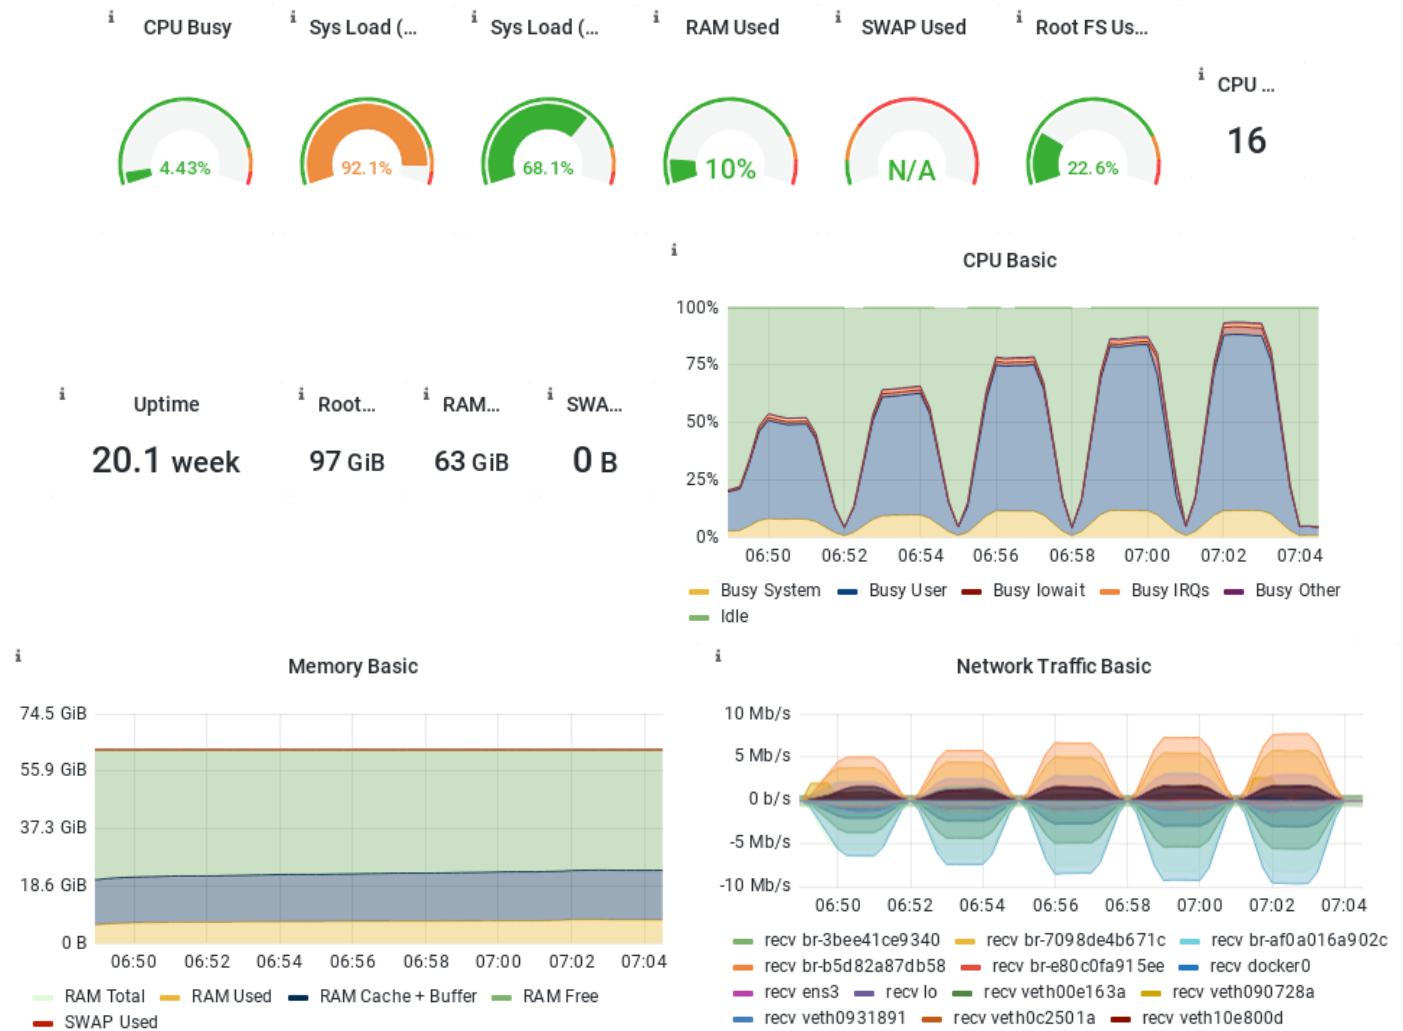 CPU Busy
Sys Load (...
Sys Load (...
RAM Used
SWAP Used
Root FS Us...
CPU ...
4.43%
92.1%
68.1%
10%
N/A
22.6%
16
Uptime
Root...
RAM...
SWA...
20.1 week
97 GiB
63 GiB
0 B
CPU Basic
100%
75%
50%
25%
0%
06:50 06:52 06:54 06:56 06:58 07:00 07:02 07:04
Busy System Busy User Busy Iowait Busy IRQs Busy Other
Idle
Memory Basic
74.5 GiB
55.9 GiB
37.3 GiB
18.6 GiB
0 B
06:50 06:52 06:54 06:56 06:58 07:00 07:02 07:04
RAM Total RAM Used RAM Cache + Buffer RAM Free
SWAP Used
Network Traffic Basic
10 Mb/s
5 Mb/s
0 b/s
-5 Mb/s
-10 Mb/s
06:50 06:52 06:54 06:56 06:58 07:00 07:02 07:04
recv br-3bee41ce9340 recv br-7098de4b671c recv br-af0a016a902c
recv br-b5d82a87db58 recv br-e80c0fa915ee recv docker0
recv ens3 recv lo recv veth00e163a recv veth090728a
recv veth0931891 recv veth0c2501a recv veth10e800d